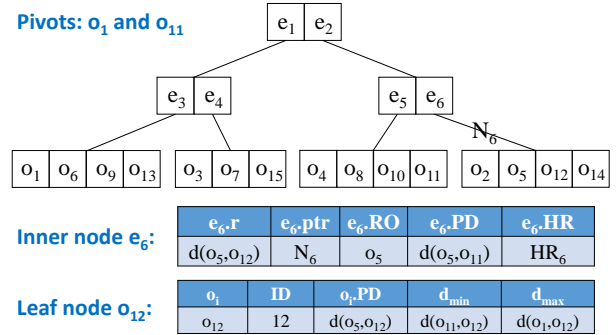 Pivots: o₁ and o₁₁
e₁ e₂
e₃ e₄ e₅ e₆
N₆
o₁ o₆ o₉ o₁₃ o₃ o₇ o₁₅ o₄ o₈ o₁₀ o₁₁ o₂ o₅ o₁₂ o₁₄
e₆.r e₆.ptr e₆.RO e₆.PD e₆.HR
Inner node e₆: d(o₅,o₁₂) N₆ o₅ d(o₅,o₁₁) HR₆
oᵢ ID oᵢ.PD dₘᵢₙ dₘₐₓ
Leaf node o₁₂: o₁₂ 12 d(o₅,o₁₂) d(o₁₁,o₁₂) d(o₁,o₁₂)